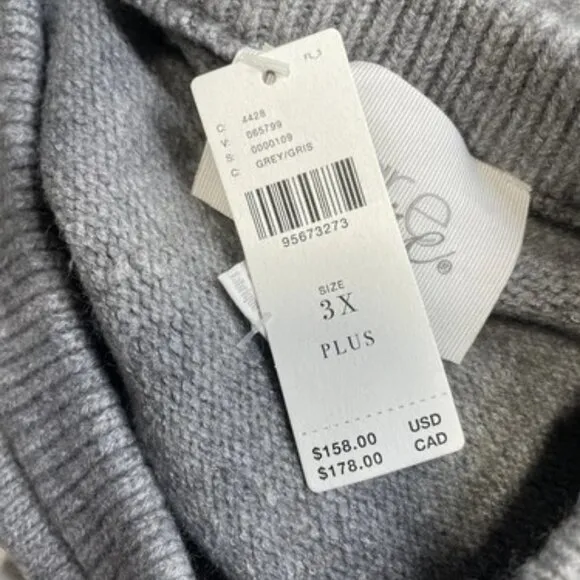 FL_3
C: 4428
V: 065799
S: 0000109
C: GREY/GRIS
95673273
SIZE
3X
PLUS
$158.00 USD
$178.00 CAD
®